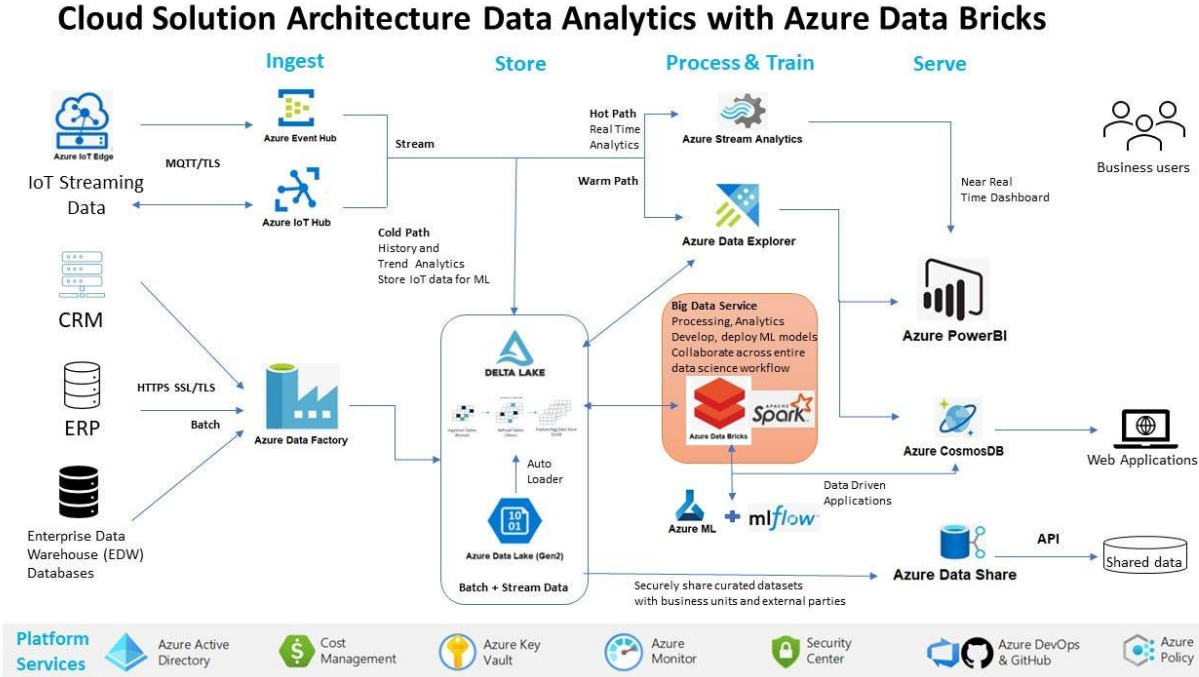 Cloud Solution Architecture Data Analytics with Azure Data Bricks
Ingest
Store
Process & Train
Serve
Azure IoT Edge
IoT Streaming
Data
MQTT/TLS
Azure Event Hub
Azure IoT Hub
Stream
Cold Path
History and
Trend Analytics
Store IoT data for ML
Hot Path
Real Time
Analytics
Warm Path
Azure Stream Analytics
Azure Data Explorer
Near Real
Time Dashboard
Business users
CRM
ERP
HTTPS SSL/TLS
Batch
Enterprise Data
Warehouse (EDW)
Databases
Azure Data Factory
DELTA LAKE
Auto
Loader
10
01
Azure Data Lake (Gen2)
Batch + Stream Data
Big Data Service
Processing, Analytics
Develop, deploy ML models
Collaborate across entire
data science workflow
Azure Data Bricks
APACHE
Spark
Azure ML
mlflow
Data Driven
Applications
Azure PowerBI
Azure CosmosDB
Web Applications
Securely share curated datasets
with business units and external parties
Azure Data Share
API
Shared data
Platform
Services
Azure Active
Directory
Cost
Management
Azure Key
Vault
Azure
Monitor
Security
Center
Azure DevOps
& GitHub
Azure
Policy